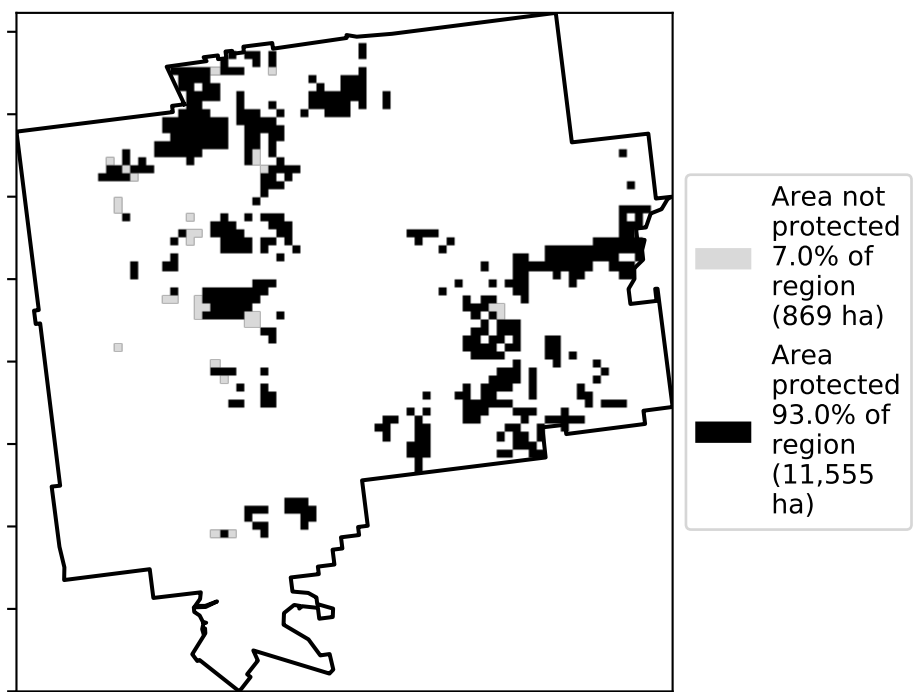 Area not
protected
7.0% of
region
(869 ha)
Area
protected
93.0% of
region
(11,555
ha)